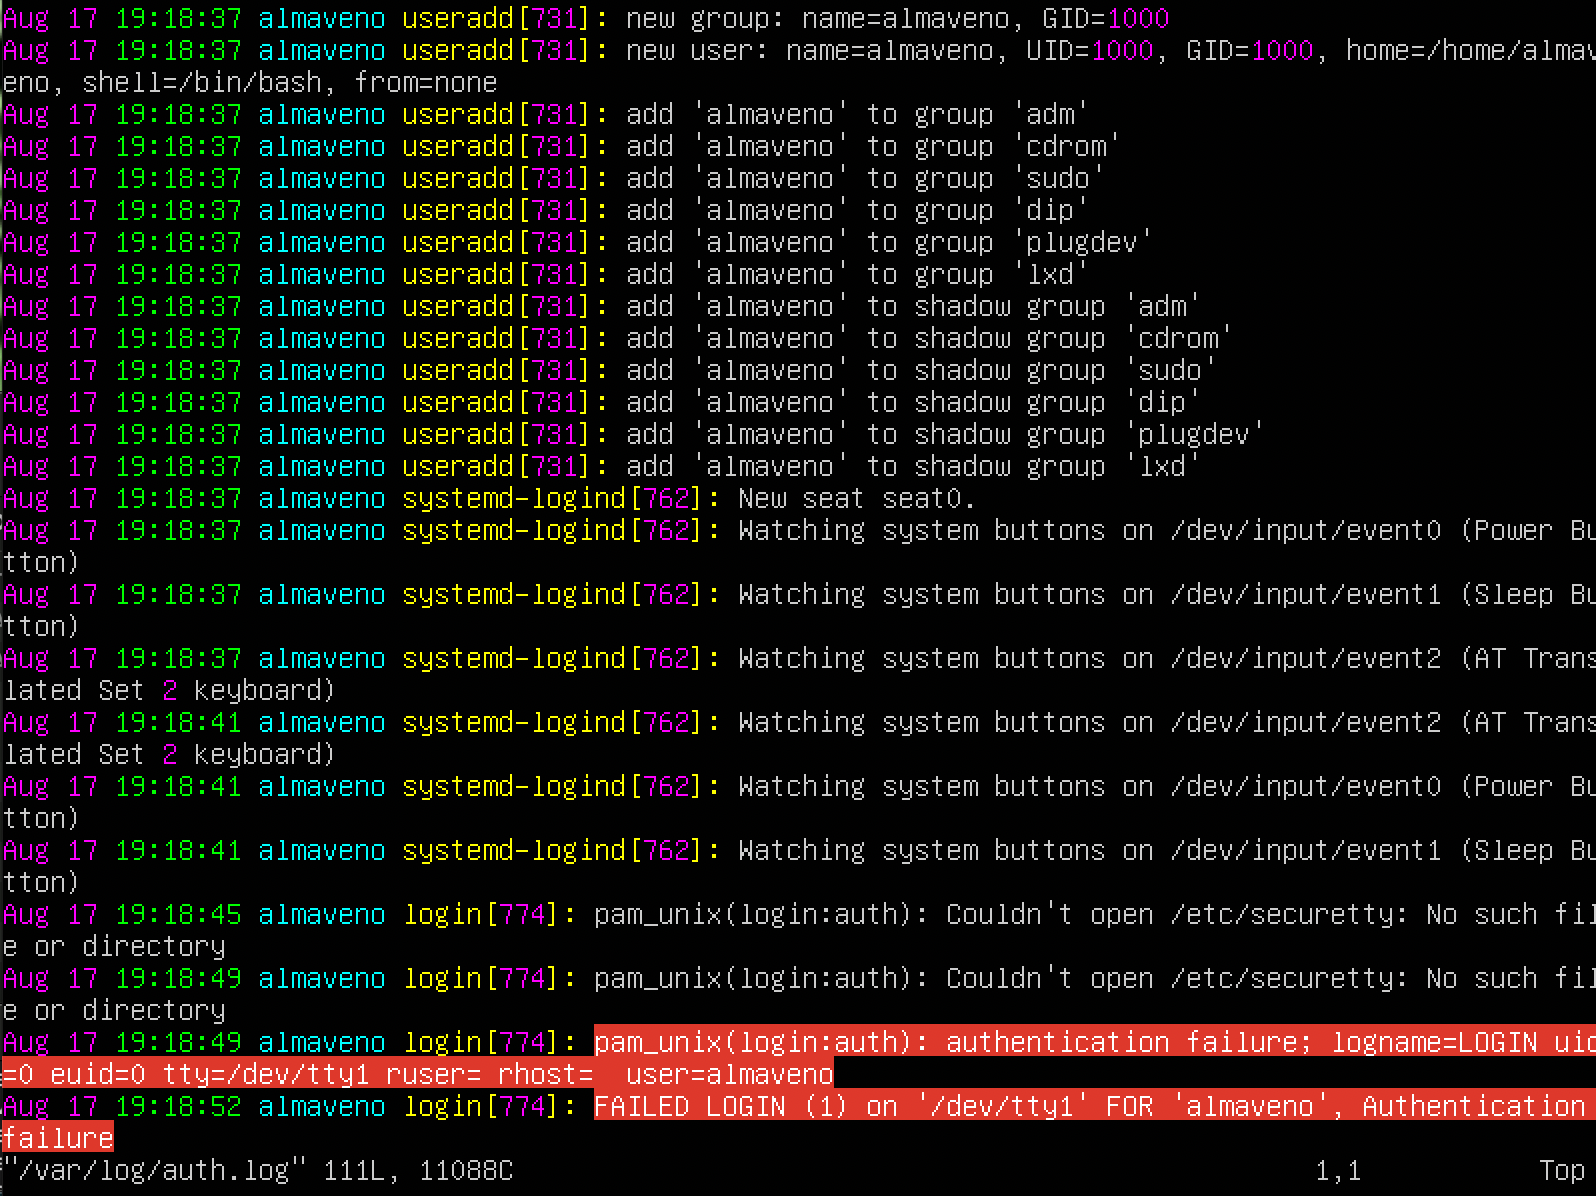 Aug 17 19:18:37 almaveno useradd[731]: new group: name=almaveno, GID=1000
Aug 17 19:18:37 almaveno useradd[731]: new user: name=almaveno, UID=1000, GID=1000, home=/home/almav
eno, shell=/bin/bash, from=none
Aug 17 19:18:37 almaveno useradd[731]: add 'almaveno' to group 'adm'
Aug 17 19:18:37 almaveno useradd[731]: add 'almaveno' to group 'cdrom'
Aug 17 19:18:37 almaveno useradd[731]: add 'almaveno' to group 'sudo'
Aug 17 19:18:37 almaveno useradd[731]: add 'almaveno' to group 'dip'
Aug 17 19:18:37 almaveno useradd[731]: add 'almaveno' to group 'plugdev'
Aug 17 19:18:37 almaveno useradd[731]: add 'almaveno' to group 'lxd'
Aug 17 19:18:37 almaveno useradd[731]: add 'almaveno' to shadow group 'adm'
Aug 17 19:18:37 almaveno useradd[731]: add 'almaveno' to shadow group 'cdrom'
Aug 17 19:18:37 almaveno useradd[731]: add 'almaveno' to shadow group 'sudo'
Aug 17 19:18:37 almaveno useradd[731]: add 'almaveno' to shadow group 'dip'
Aug 17 19:18:37 almaveno useradd[731]: add 'almaveno' to shadow group 'plugdev'
Aug 17 19:18:37 almaveno useradd[731]: add 'almaveno' to shadow group 'lxd'
Aug 17 19:18:37 almaveno systemd-logind[762]: New seat seat0.
Aug 17 19:18:37 almaveno systemd-logind[762]: Watching system buttons on /dev/input/event0 (Power Bu
tton)
Aug 17 19:18:37 almaveno systemd-logind[762]: Watching system buttons on /dev/input/event1 (Sleep Bu
tton)
Aug 17 19:18:37 almaveno systemd-logind[762]: Watching system buttons on /dev/input/event2 (AT Trans
lated Set 2 keyboard)
Aug 17 19:18:41 almaveno systemd-logind[762]: Watching system buttons on /dev/input/event2 (AT Trans
lated Set 2 keyboard)
Aug 17 19:18:41 almaveno systemd-logind[762]: Watching system buttons on /dev/input/event0 (Power Bu
tton)
Aug 17 19:18:41 almaveno systemd-logind[762]: Watching system buttons on /dev/input/event1 (Sleep Bu
tton)
Aug 17 19:18:45 almaveno login[774]: pam_unix(login:auth): Couldn't open /etc/securetty: No such fil
e or directory
Aug 17 19:18:49 almaveno login[774]: pam_unix(login:auth): Couldn't open /etc/securetty: No such fil
e or directory
Aug 17 19:18:49 almaveno login[774]: pam_unix(login:auth): authentication failure; logname=LOGIN uid
=0 euid=0 tty=/dev/tty1 ruser= rhost=  user=almaveno
Aug 17 19:18:52 almaveno login[774]: FAILED LOGIN (1) on '/dev/tty1' FOR 'almaveno', Authentication
failure
"/var/log/auth.log" 111L, 11088C 1,1 Top